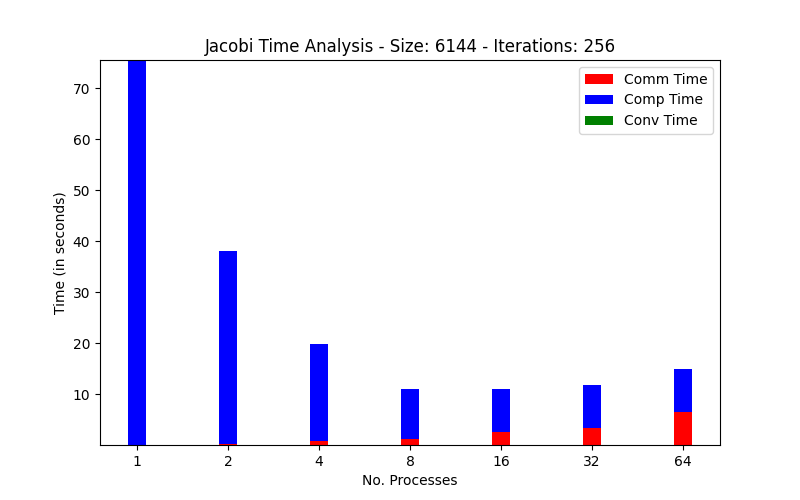 Jacobi Time Analysis - Size: 6144 - Iterations: 256
Comm Time
Comp Time
Conv Time
Time (in seconds)
70
60
50
40
30
20
10
1 2 4 8 16 32 64
No. Processes